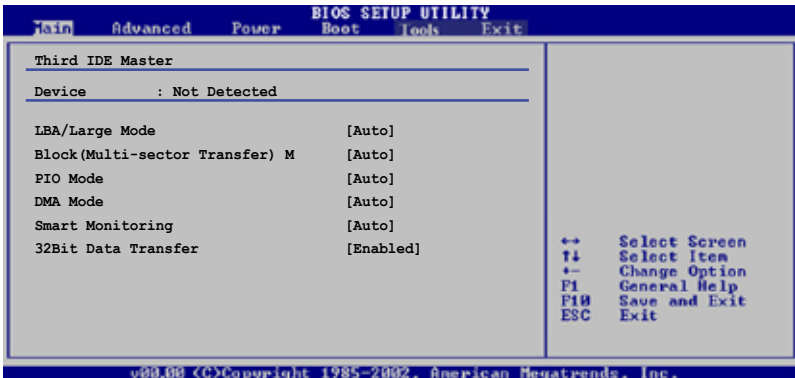 BIOS SETUP UTILITY
Main Advanced Power Boot Tools Exit
Third IDE Master
Device : Not Detected
LBA/Large Mode [Auto]
Block(Multi-sector Transfer) M [Auto]
PIO Mode [Auto]
DMA Mode [Auto]
Smart Monitoring [Auto]
32Bit Data Transfer [Enabled]
←→ Select Screen
↑↓ Select Item
+- Change Option
F1 General Help
F10 Save and Exit
ESC Exit
v00.00 (C)Copyright 1985-2002, American Megatrends, Inc.